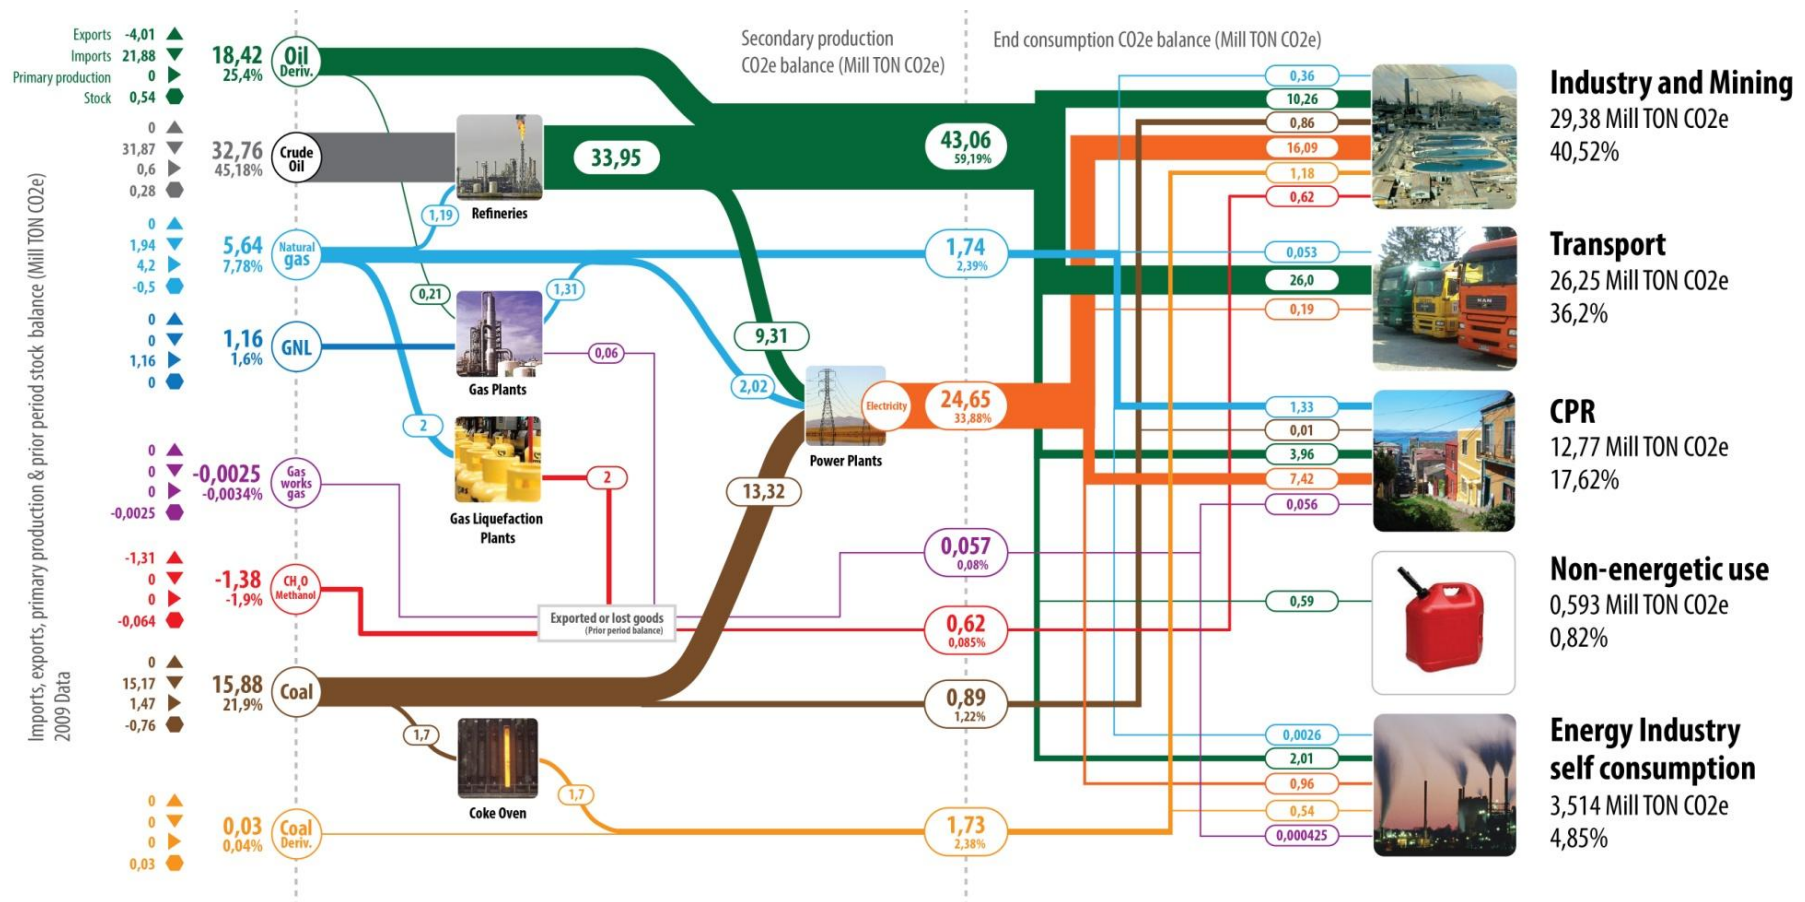 Imports, exports, primary production & prior period stock balance (Mill TON CO2e)
2009 Data
Exports -4,01
Imports 21,88
Primary production 0
Stock 0,54
18,42
25,4%
Oil
Deriv.
0
31,87
0,6
0,28
32,76
45,18%
Crude
Oil
0
1,94
4,2
-0,5
5,64
7,78%
Natural
gas
0
0
1,16
0
1,16
1,6%
GNL
0
0
0
-0,0025
-0,0025
-0,0034%
Gas
works
gas
-1,31
0
0
-0,064
-1,38
-1,9%
CH₂O
Methanol
0
15,17
1,47
-0,76
15,88
21,9%
Coal
0
0
0
0,03
0,03
0,04%
Coal
Deriv.
Refineries
1,19
0,21
Gas Plants
1,31
0,06
2
Gas Liquefaction
Plants
2
Exported or lost goods
(Prior period balance)
1,7
Coke Oven
1,7
Secondary production
CO2e balance (Mill TON CO2e)
33,95
9,31
2,02
13,32
Power Plants
Electricity
43,06
59,19%
1,74
2,39%
24,65
33,88%
0,057
0,08%
0,62
0,085%
0,89
1,22%
1,73
2,38%
End consumption CO2e balance (Mill TON CO2e)
0,36
10,26
0,86
16,09
1,18
0,62
Industry and Mining
29,38 Mill TON CO2e
40,52%
0,053
26,0
0,19
Transport
26,25 Mill TON CO2e
36,2%
1,33
0,01
3,96
7,42
0,056
CPR
12,77 Mill TON CO2e
17,62%
0,59
Non-energetic use
0,593 Mill TON CO2e
0,82%
0,0026
2,01
0,96
0,54
0,000425
Energy Industry
self consumption
3,514 Mill TON CO2e
4,85%